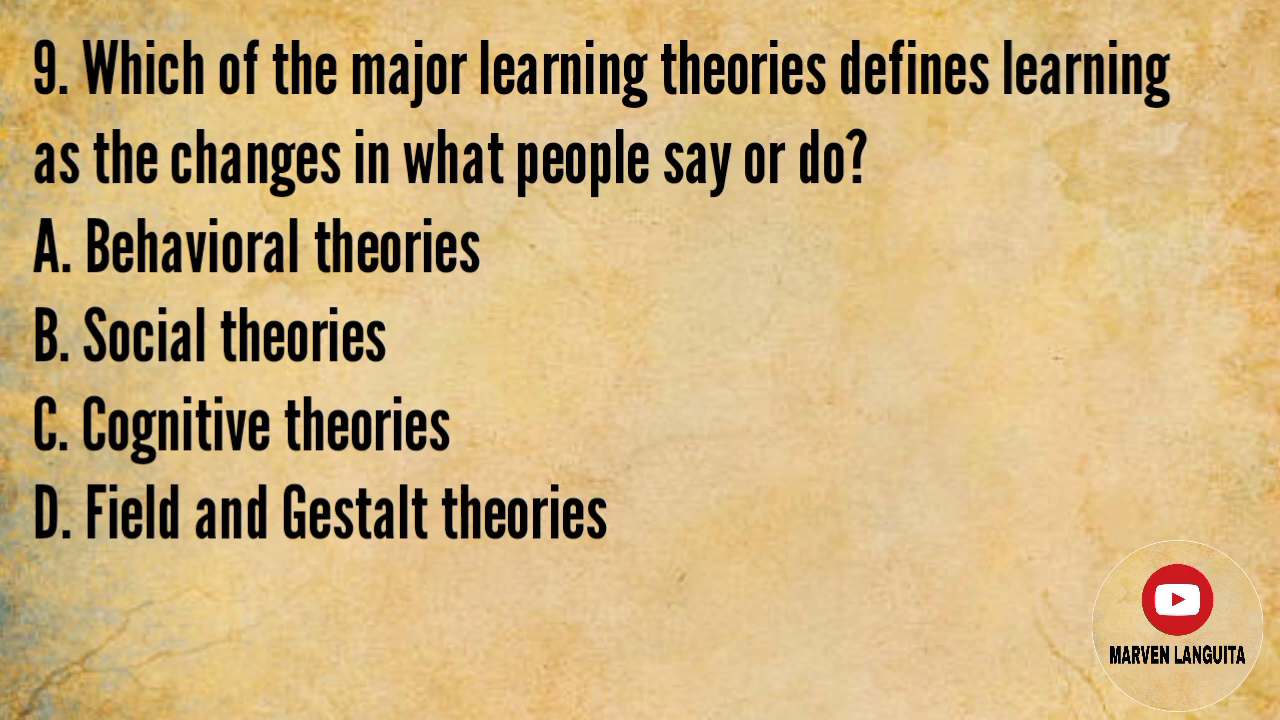 9. Which of the major learning theories defines learning
as the changes in what people say or do?
A. Behavioral theories
B. Social theories
C. Cognitive theories
D. Field and Gestalt theories
MARVEN LANGUITA